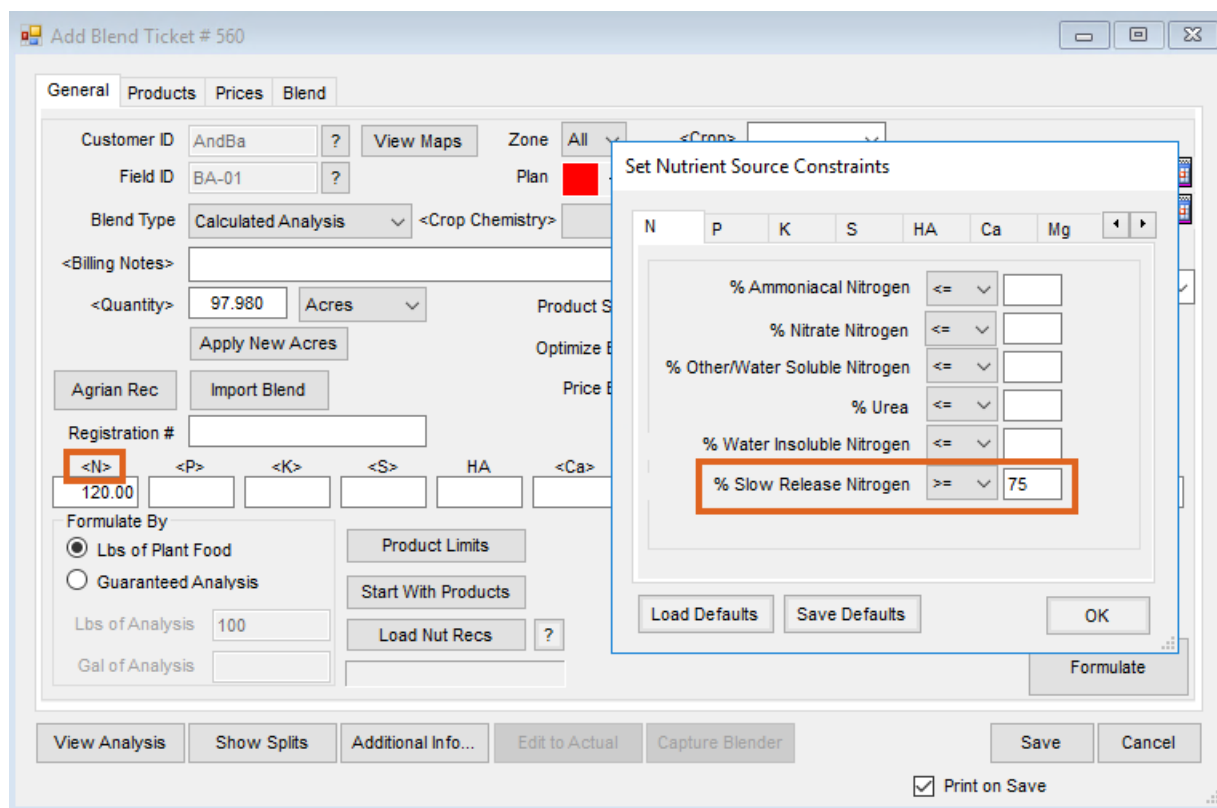 Add Blend Ticket # 560
General Products Prices Blend
Customer ID AndBa ? View Maps Zone All <Crop>
Field ID BA-01 ? Plan
Blend Type Calculated Analysis <Crop Chemistry>
<Billing Notes>
<Quantity> 97.980 Acres Product S
Apply New Acres Optimize
Agrian Rec Import Blend Price
Registration #
<N> <P> <K> <S> HA <Ca>
120.00
Formulate By
Lbs of Plant Food
Guaranteed Analysis
Lbs of Analysis 100
Gal of Analysis
Product Limits
Start With Products
Load Nut Recs ?
Set Nutrient Source Constraints
N P K S HA Ca Mg
% Ammoniacal Nitrogen <=
% Nitrate Nitrogen <=
% Other/Water Soluble Nitrogen <=
% Urea <=
% Water Insoluble Nitrogen <=
% Slow Release Nitrogen >= 75
Load Defaults Save Defaults OK
Formulate
View Analysis Show Splits Additional Info... Edit to Actual Capture Blender Save Cancel
Print on Save